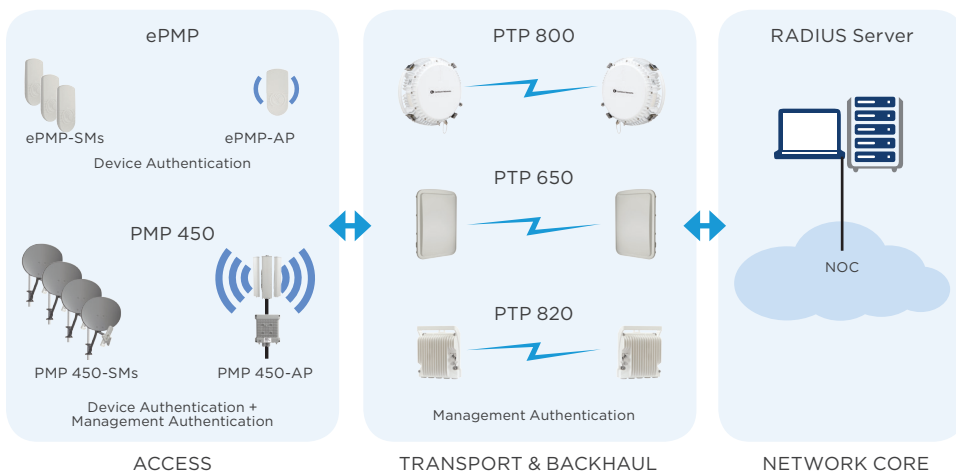 ePMP
ePMP-SMs
ePMP-AP
Device Authentication
PMP 450
PMP 450-SMs
PMP 450-AP
Device Authentication +
Management Authentication
ACCESS
PTP 800
PTP 650
PTP 820
Management Authentication
TRANSPORT & BACKHAUL
RADIUS Server
NOC
NETWORK CORE